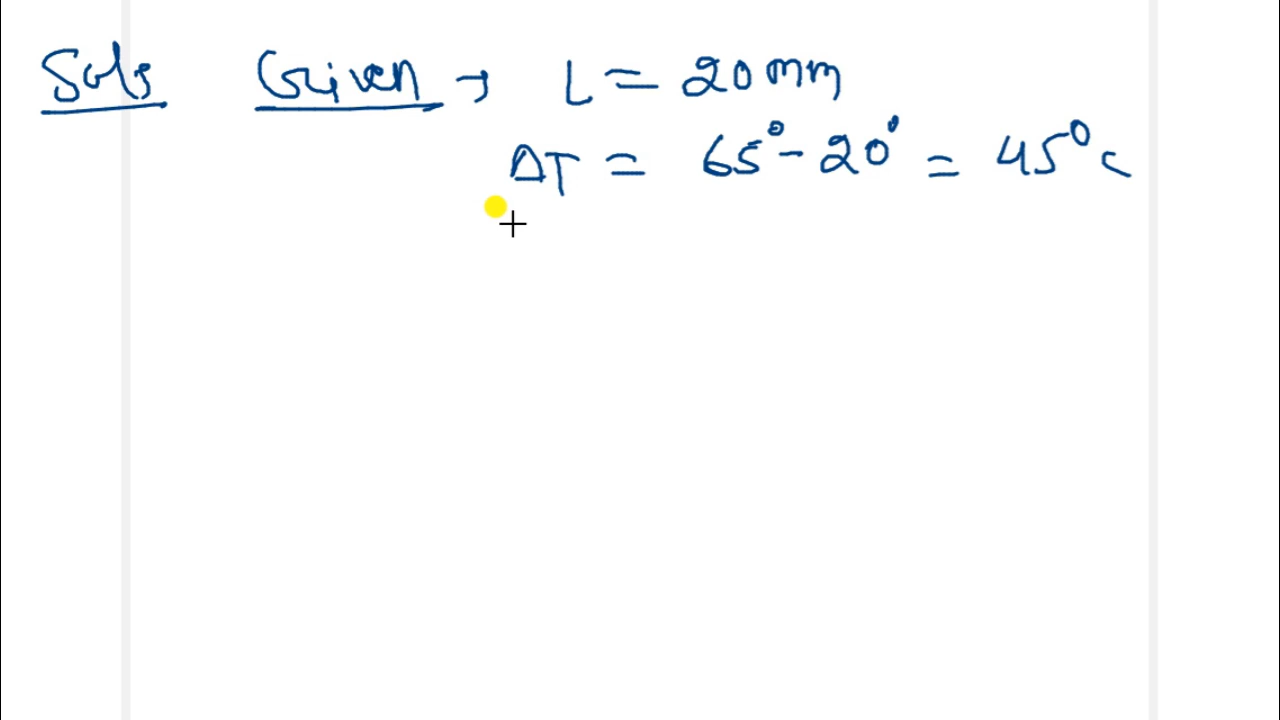 Sol: Given → L = 20mm
ΔT = 65° - 20° = 45°c